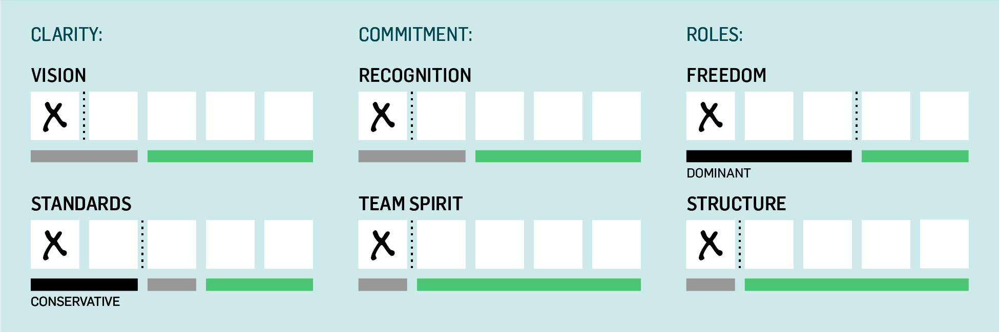 CLARITY:
VISION
X
STANDARDS
X
CONSERVATIVE
COMMITMENT:
RECOGNITION
X
TEAM SPIRIT
X
ROLES:
FREEDOM
X
DOMINANT
STRUCTURE
X